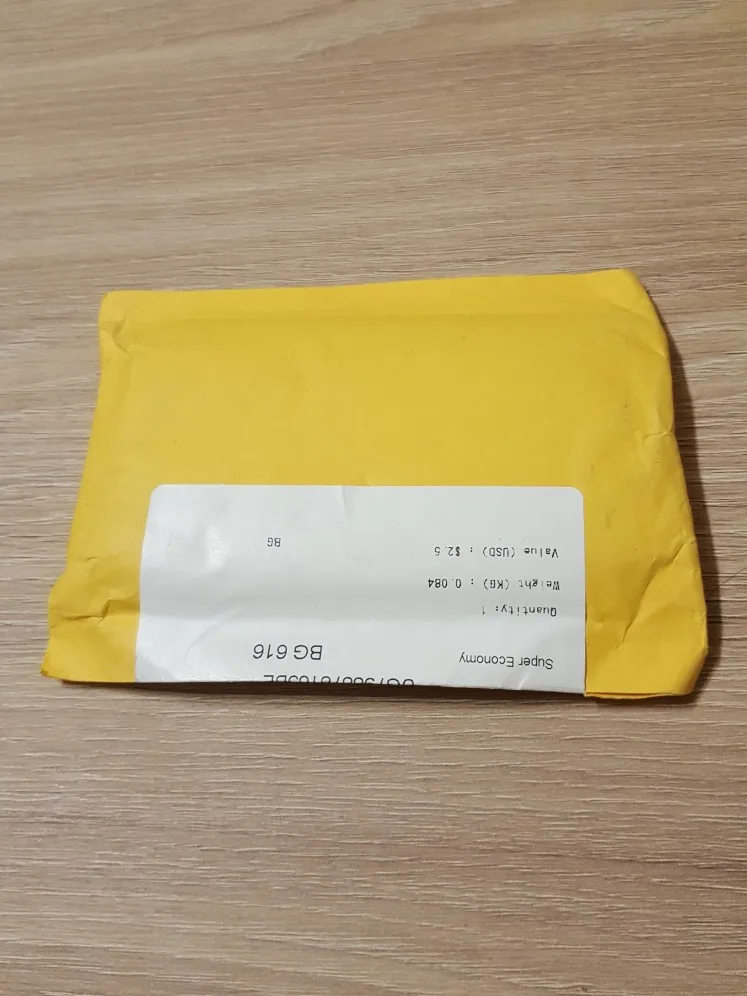 Super Economy BG 616
Quantity: 1
Weight (KG) : 0.084
Value (USD) : $2.5 BG